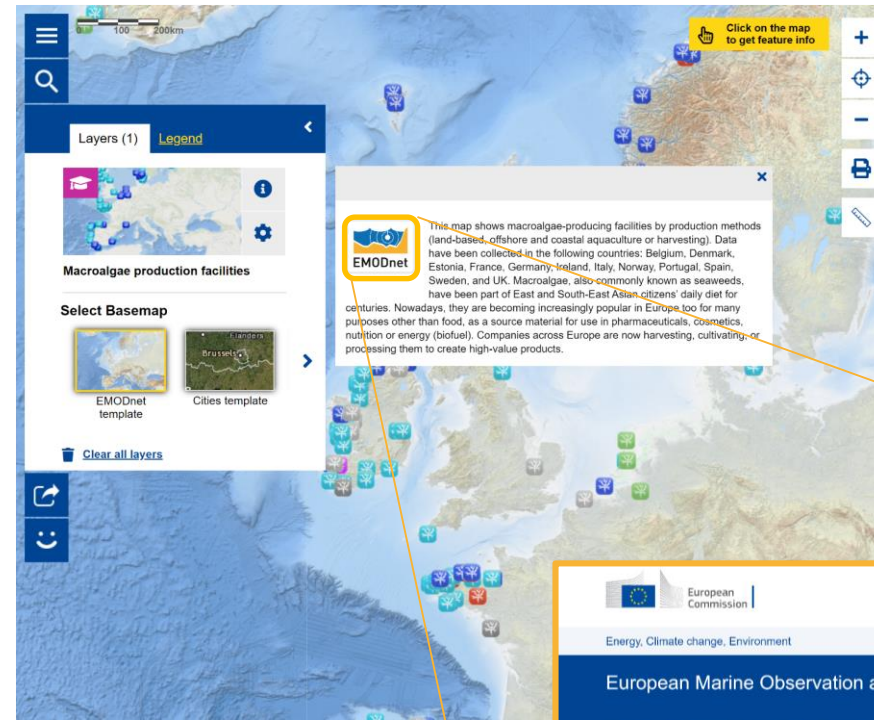 0 100 200km
Click on the map
to get feature info
Layers (1) Legend
Macroalgae production facilities
Select Basemap
Flanders
Brussels
EMODnet
template
Cities template
Clear all layers
EMODnet
This map shows macroalgae-producing facilities by production methods
(land-based, offshore and coastal aquaculture or harvesting). Data
have been collected in the following countries: Belgium, Denmark,
Estonia, France, Germany, Ireland, Italy, Norway, Portugal, Spain,
Sweden, and UK. Macroalgae, also commonly known as seaweeds,
have been part of East and South-East Asian citizens' daily diet for
centuries. Nowadays, they are becoming increasingly popular in Europe too for many
purposes other than food, as a source material for use in pharmaceuticals, cosmetics,
nutrition or energy (biofuel). Companies across Europe are now harvesting, cultivating, or
processing them to create high-value products.
European
Commission
Energy, Climate change, Environment
European Marine Observation a